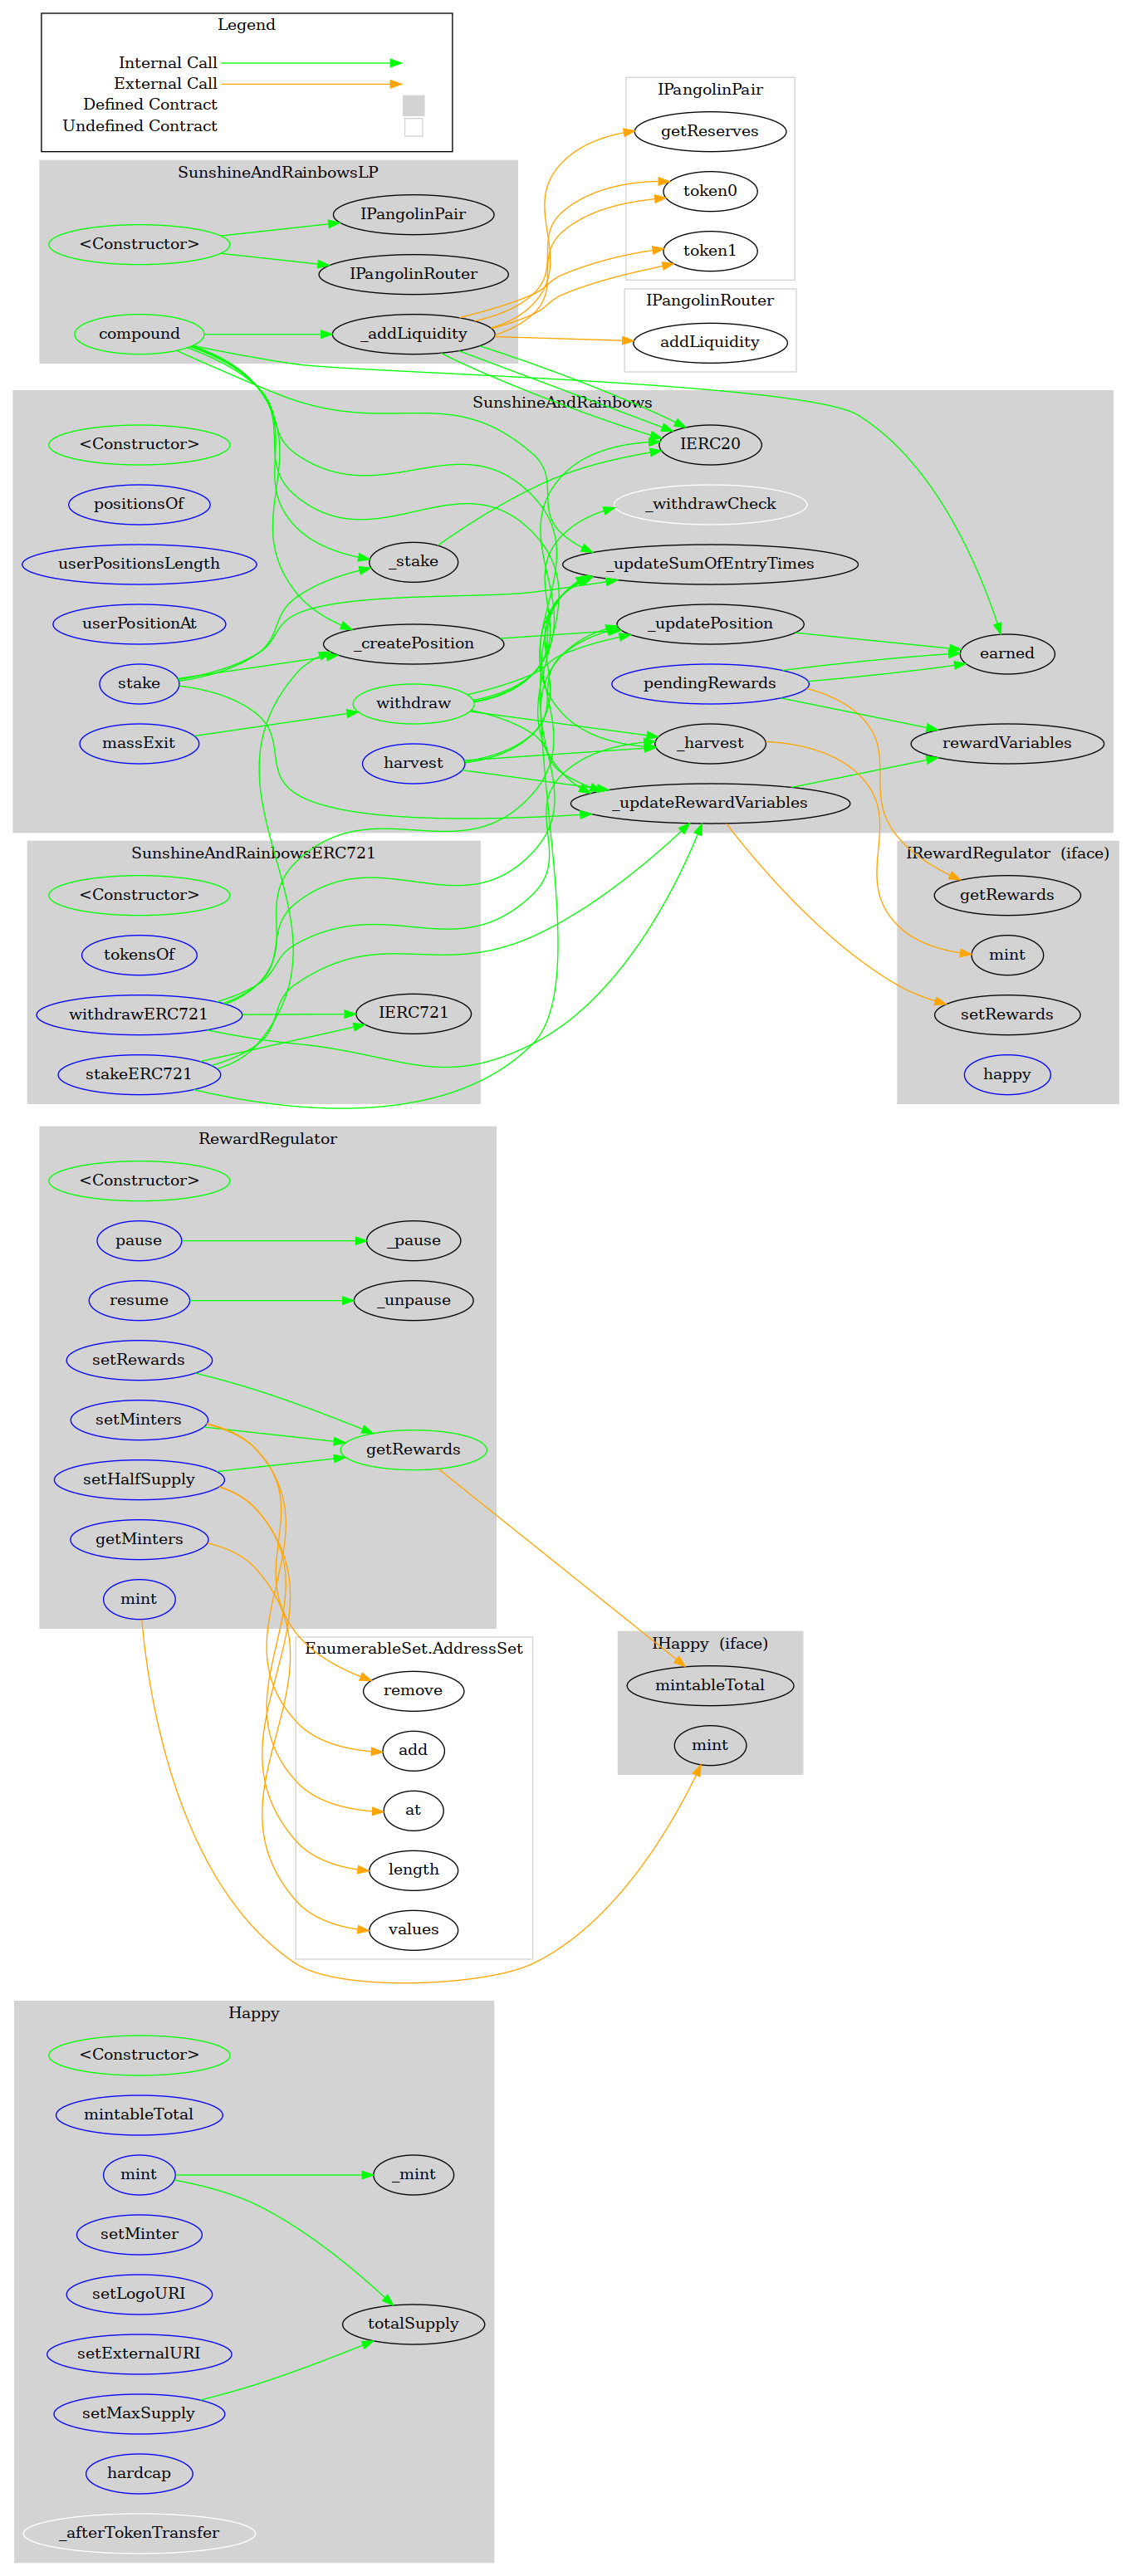 Legend
Internal Call
External Call
Defined Contract
Undefined Contract
IPangolinPair
getReserves
token0
token1
IPangolinRouter
addLiquidity
SunshineAndRainbowsLP
<Constructor>
IPangolinPair
IPangolinRouter
compound
_addLiquidity
SunshineAndRainbows
<Constructor>
positionsOf
userPositionsLength
userPositionAt
stake
massExit
_stake
_createPosition
withdraw
harvest
IERC20
_withdrawCheck
_updateSumOfEntryTimes
_updatePosition
pendingRewards
_harvest
_updateRewardVariables
earned
rewardVariables
SunshineAndRainbowsERC721
<Constructor>
tokensOf
withdrawERC721
stakeERC721
IERC721
IRewardRegulator (iface)
getRewards
mint
setRewards
happy
RewardRegulator
<Constructor>
pause
resume
setRewards
setMinters
setHalfSupply
getMinters
mint
_pause
_unpause
getRewards
EnumerableSet.AddressSet
remove
add
at
length
values
IHappy (iface)
mintableTotal
mint
Happy
<Constructor>
mintableTotal
mint
setMinter
setLogoURI
setExternalURI
setMaxSupply
hardcap
_afterTokenTransfer
_mint
totalSupply